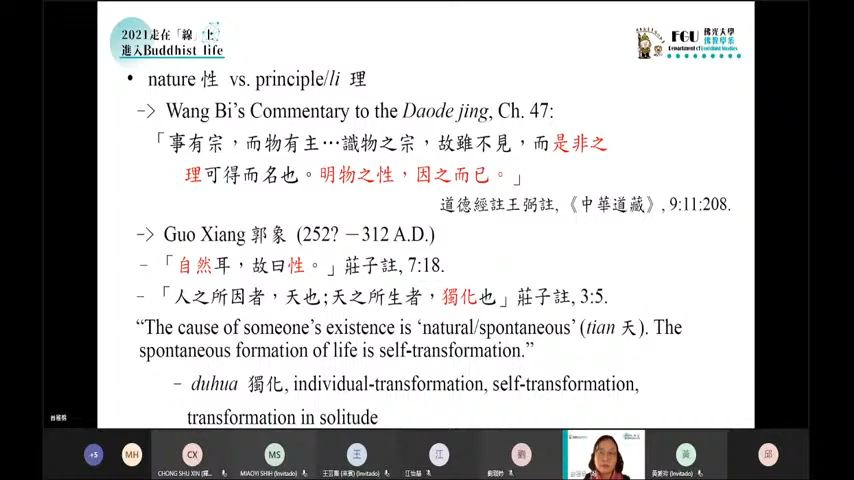 2021走在「線」上
進入Buddhist life
FGU 佛光大學
佛教學系
Department of Buddhist Studies
• nature 性 vs. principle/li 理
–> Wang Bi's Commentary to the Daode jing, Ch. 47:
「事有宗，而物有主…識物之宗，故雖不見，而是非之
理可得而名也。明物之性，因之而已。」
道德經註王弼註,《中華道藏》, 9:11:208.
–> Guo Xiang 郭象 (252? －312 A.D.)
– 「自然耳，故曰性。」莊子註, 7:18.
– 「人之所因者，天也;天之所生者，獨化也」莊子註, 3:5.
“The cause of someone’s existence is ‘natural/spontaneous’ (tian 天). The
spontaneous formation of life is self-transformation.”
– duhua 獨化, individual-transformation, self-transformation,
transformation in solitude
+5
MH
CX
MS
王
江
劉
黃
邱
CHONG SHU XIN (釋...
MIAOYI SHIH (Invitado)
(Invitado)
(Invitado)